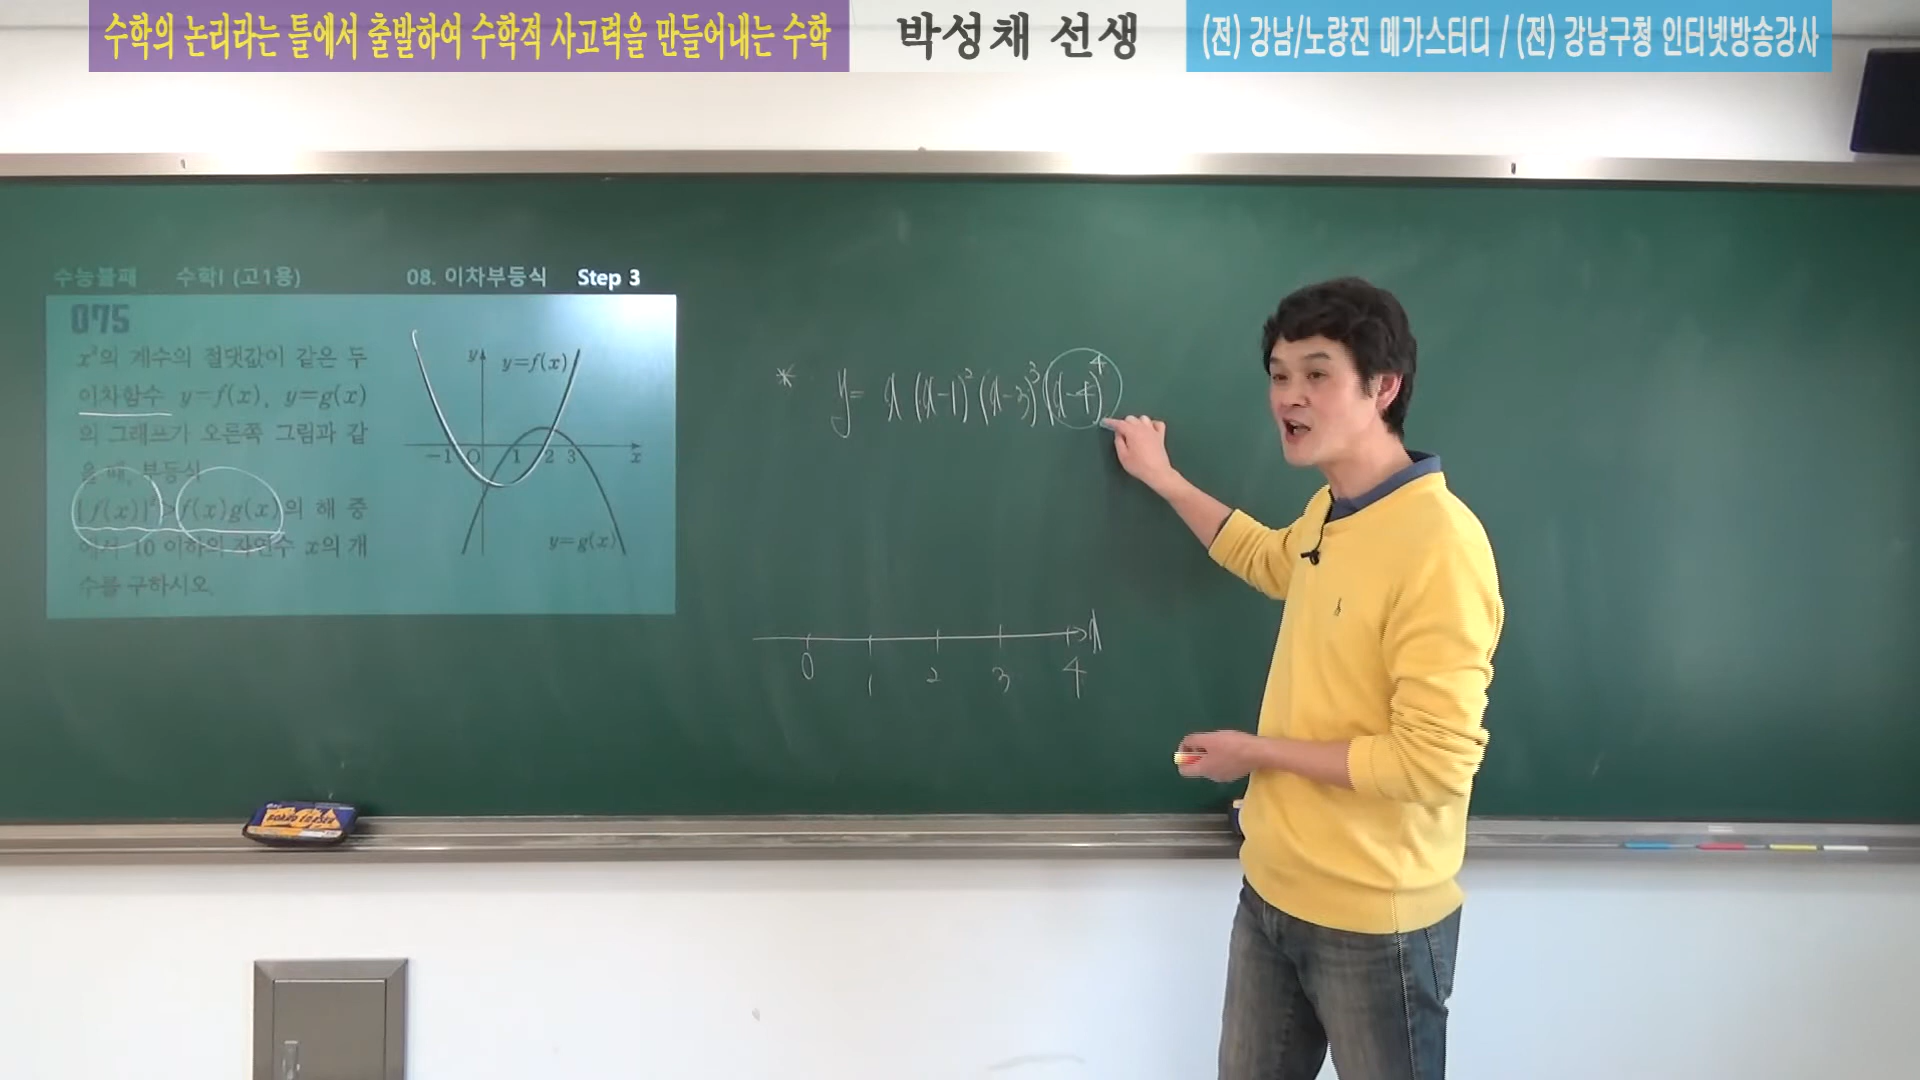 수학의 논리라는 틀에서 출발하여 수학적 사고력을 만들어내는 수학
박성채 선생
(전) 강남/노량진 메가스터디 / (전) 강남구청 인터넷방송강사
수능불패 수학I (고1용) 08. 이차부등식 Step 3
075
x²의 계수의 절댓값이 같은 두
이차함수 y=f(x), y=g(x)
의 그래프가 오른쪽 그림과 같
을 때, 부등식
{f(x)}²>f(x)g(x)의 해 중
에서 10 이하의 자연수 x의 개
수를 구하시오.
y y=f(x)
-1 O 1 2 3 x
y=g(x)
* y= x(x-1)²(x-3)³(x-4)⁴
x
0 1 2 3 4